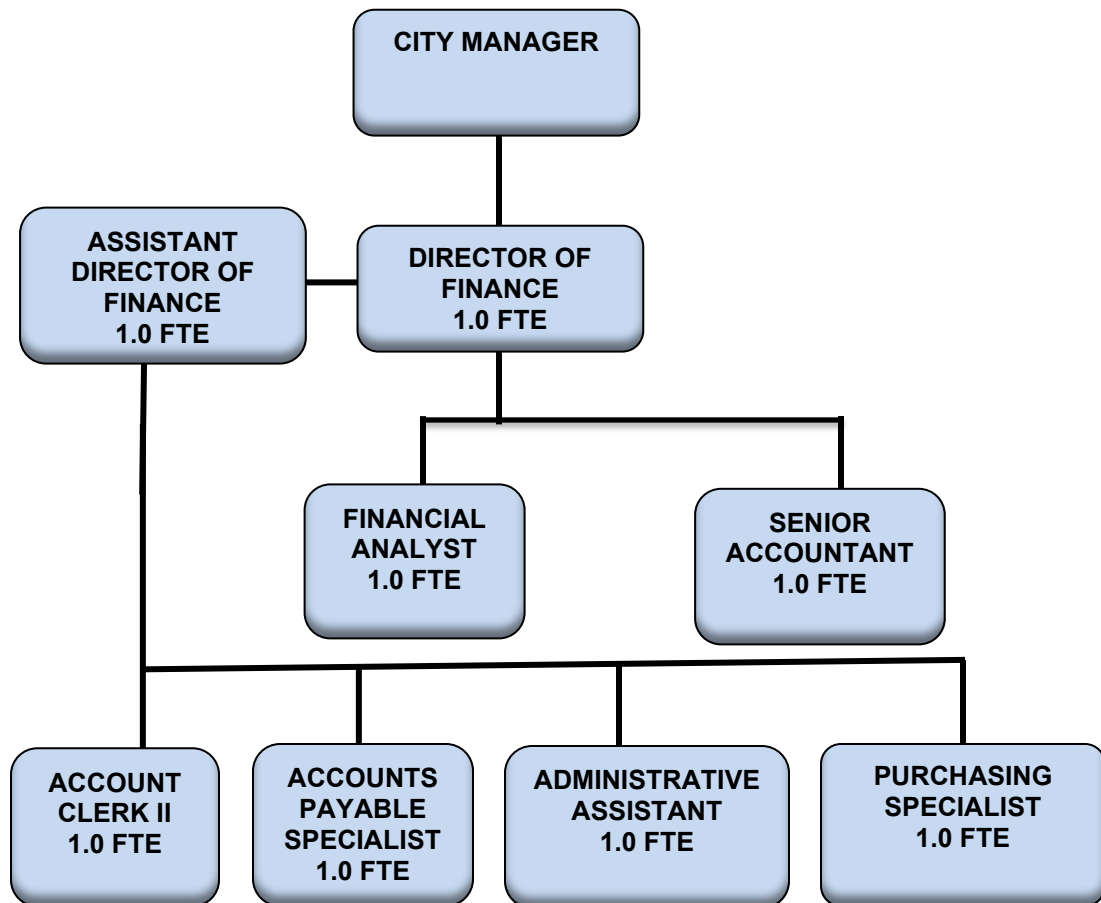 CITY MANAGER
ASSISTANT
DIRECTOR OF
FINANCE
1.0 FTE
DIRECTOR OF
FINANCE
1.0 FTE
FINANCIAL
ANALYST
1.0 FTE
SENIOR
ACCOUNTANT
1.0 FTE
ACCOUNT
CLERK II
1.0 FTE
ACCOUNTS
PAYABLE
SPECIALIST
1.0 FTE
ADMINISTRATIVE
ASSISTANT
1.0 FTE
PURCHASING
SPECIALIST
1.0 FTE